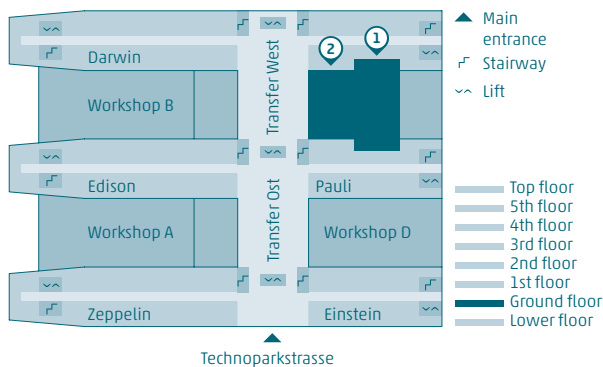 Darwin
Transfer West
2
1
Workshop B
Edison
Transfer Ost
Pauli
Workshop A
Workshop D
Zeppelin
Einstein
Technoparkstrasse
Main
entrance
Stairway
Lift
Top floor
5th floor
4th floor
3rd floor
2nd floor
1st floor
Ground floor
Lower floor